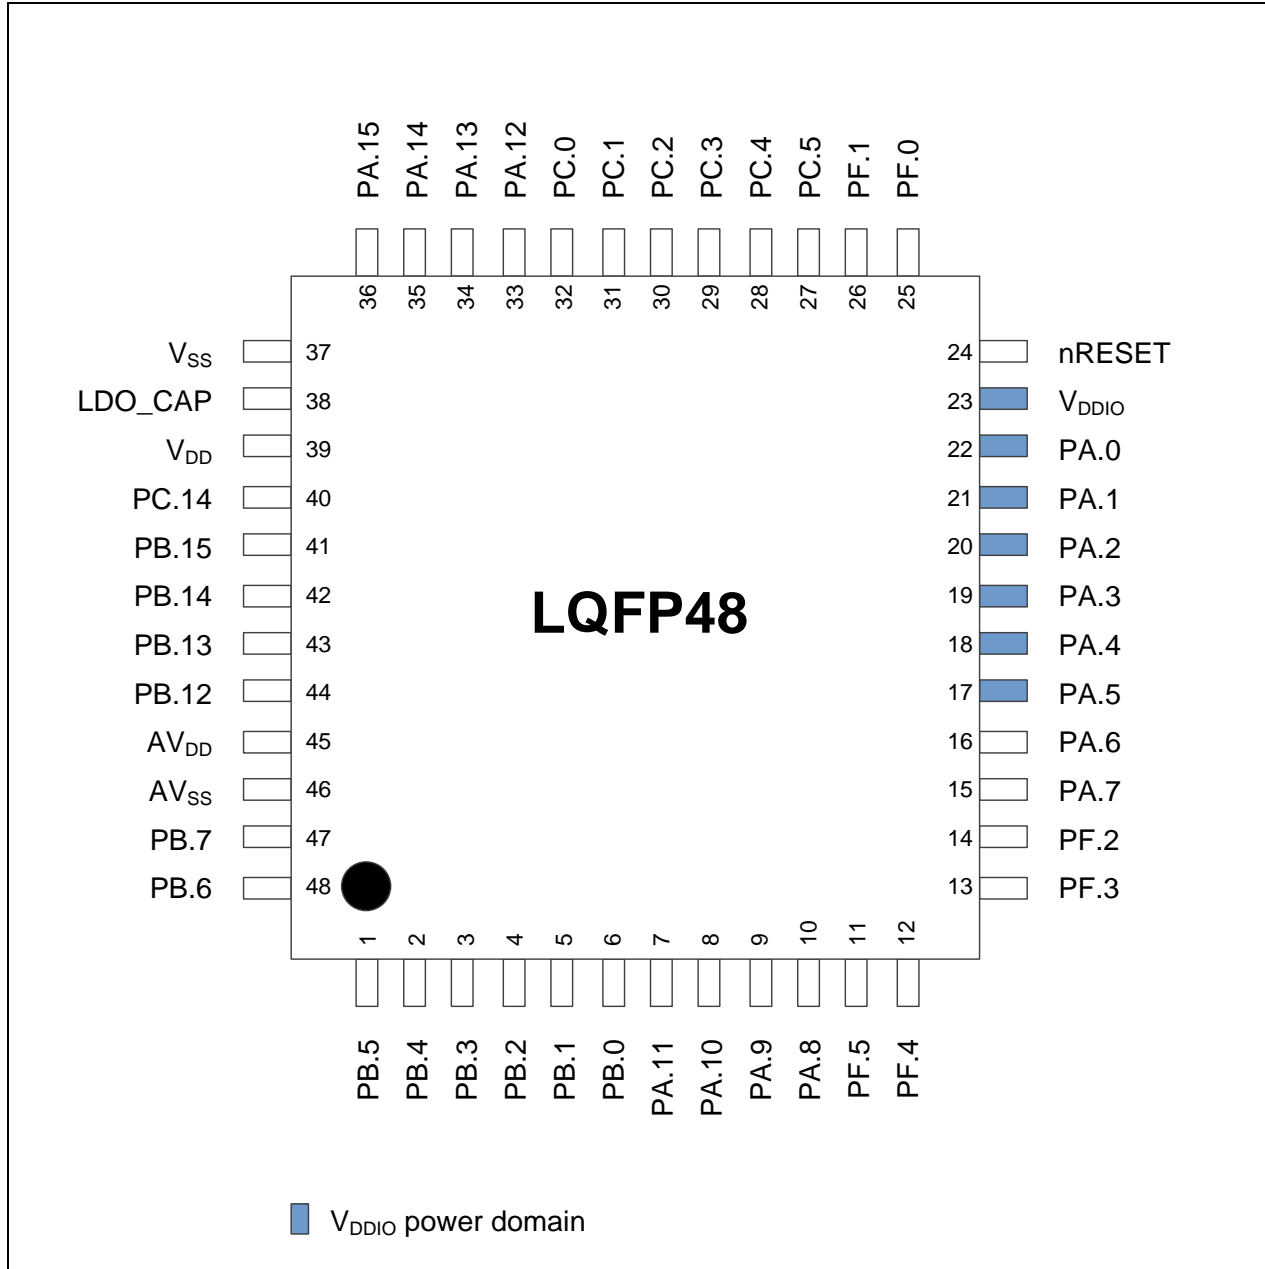 PA.15 PA.14 PA.13 PA.12 PC.0 PC.1 PC.2 PC.3 PC.4 PC.5 PF.1 PF.0
36 35 34 33 32 31 30 29 28 27 26 25
VSS 37 24 nRESET
LDO_CAP 38 23 VDDIO
VDD 39 22 PA.0
PC.14 40 21 PA.1
PB.15 41 20 PA.2
PB.14 42 19 PA.3
LQFP48
PB.13 43 18 PA.4
PB.12 44 17 PA.5
AVDD 45 16 PA.6
AVSS 46 15 PA.7
PB.7 47 14 PF.2
PB.6 48 13 PF.3
1 2 3 4 5 6 7 8 9 10 11 12
PB.5 PB.4 PB.3 PB.2 PB.1 PB.0 PA.11 PA.10 PA.9 PA.8 PF.5 PF.4
VDDIO power domain